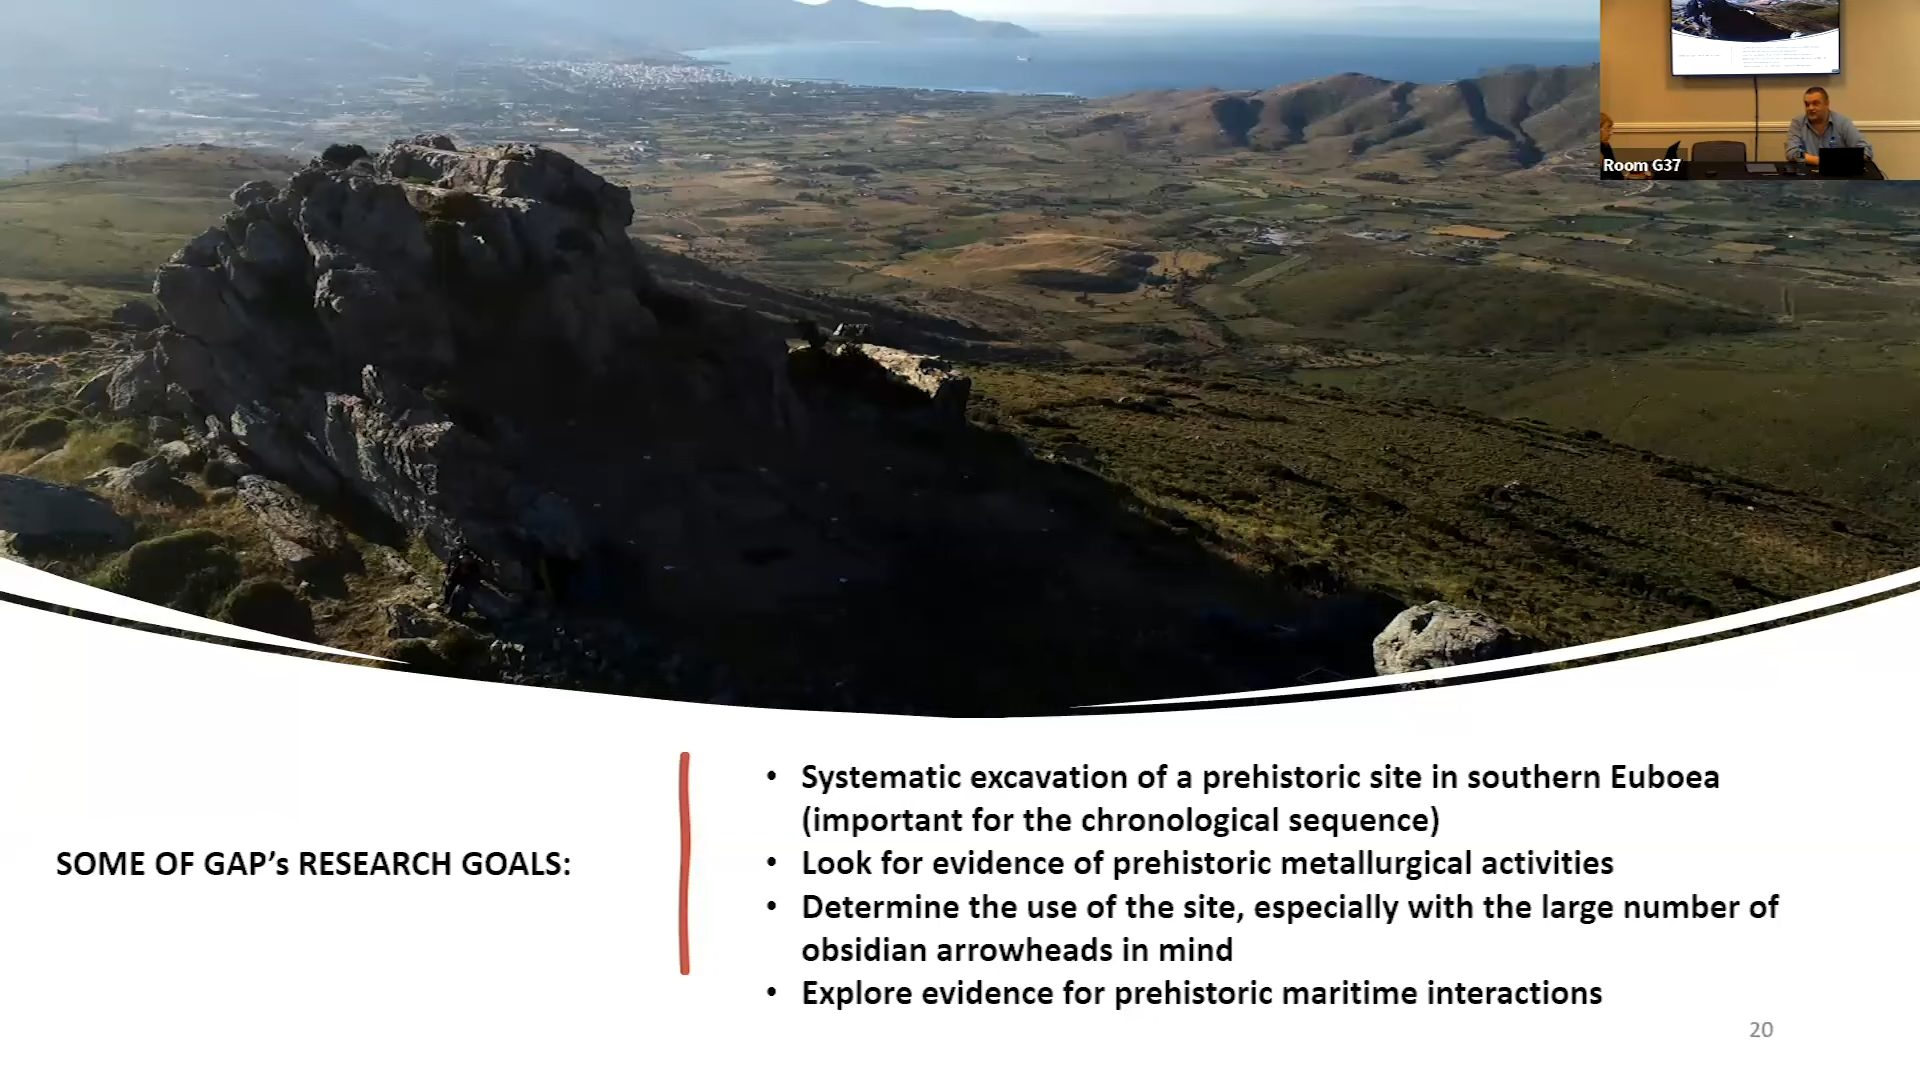 Room G37
SOME OF GAP’s RESEARCH GOALS:
• Systematic excavation of a prehistoric site in southern Euboea
(important for the chronological sequence)
• Look for evidence of prehistoric metallurgical activities
• Determine the use of the site, especially with the large number of
obsidian arrowheads in mind
• Explore evidence for prehistoric maritime interactions
20